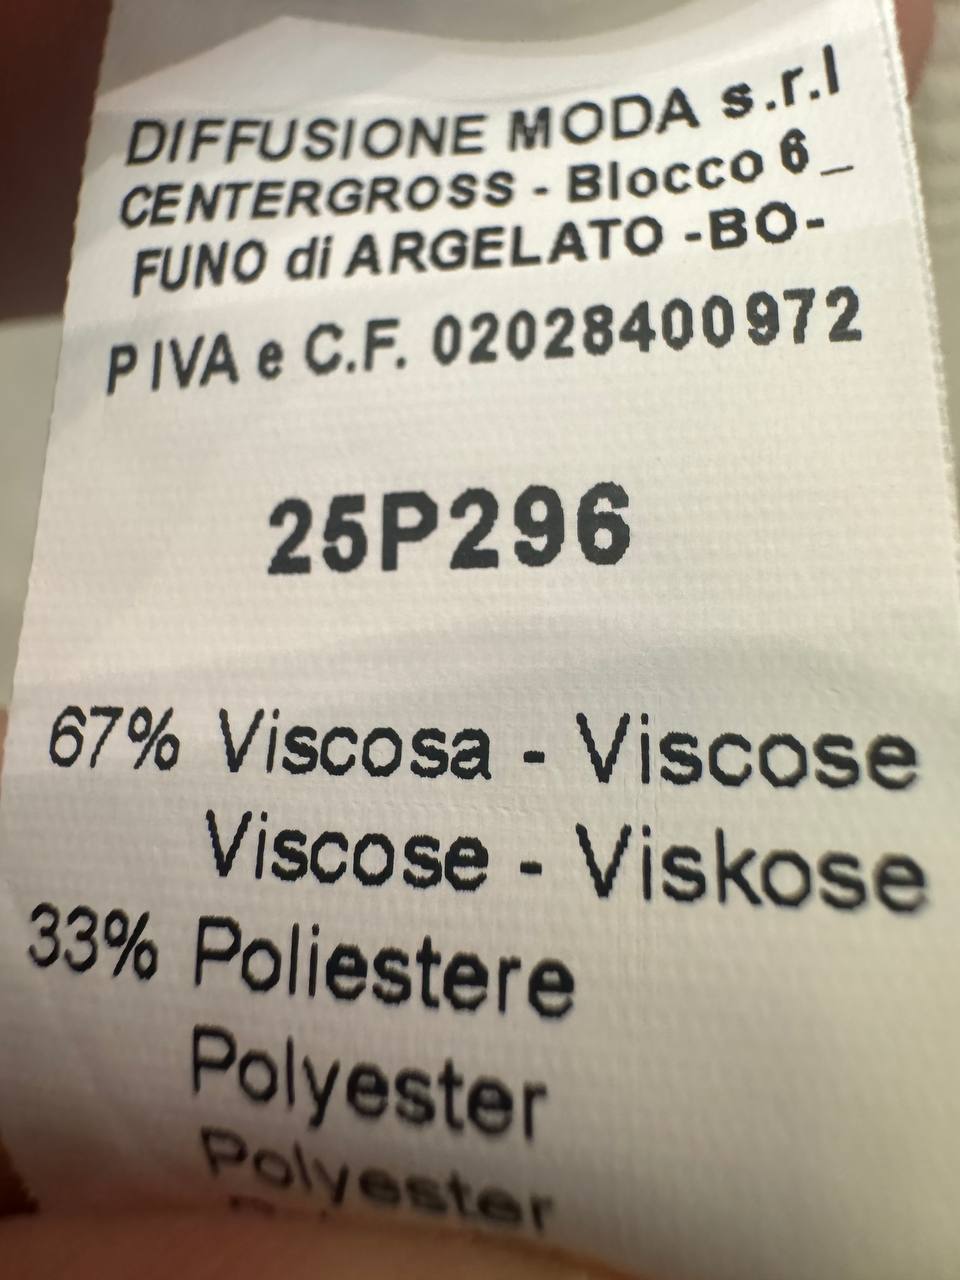 DIFFUSIONE MODA s.r.l
CENTERGROSS - Blocco 6_
FUNO di ARGELATO -BO-
P IVA e C.F. 02028400972
25P296
67% Viscosa - Viscose
Viscose - Viskose
33% Poliestere
Polyester
Polyester